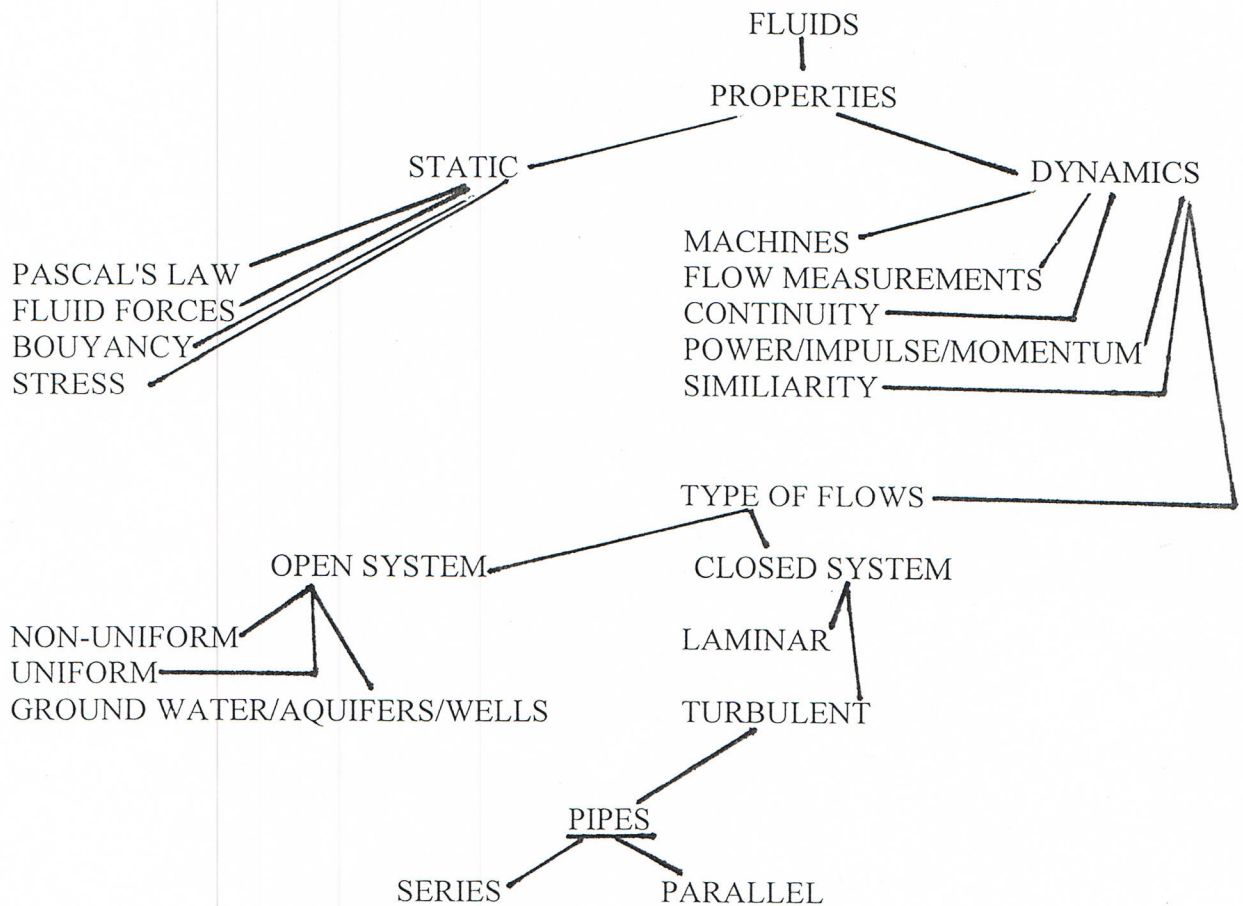 FLUIDS
PROPERTIES
STATIC
DYNAMICS
MACHINES
PASCAL'S LAW
FLOW MEASUREMENTS
FLUID FORCES
CONTINUITY
BOUYANCY
POWER/IMPULSE/MOMENTUM
STRESS
SIMILIARITY
TYPE OF FLOWS
OPEN SYSTEM
CLOSED SYSTEM
NON-UNIFORM
LAMINAR
UNIFORM
GROUND WATER/AQUIFERS/WELLS
TURBULENT
PIPES
SERIES
PARALLEL